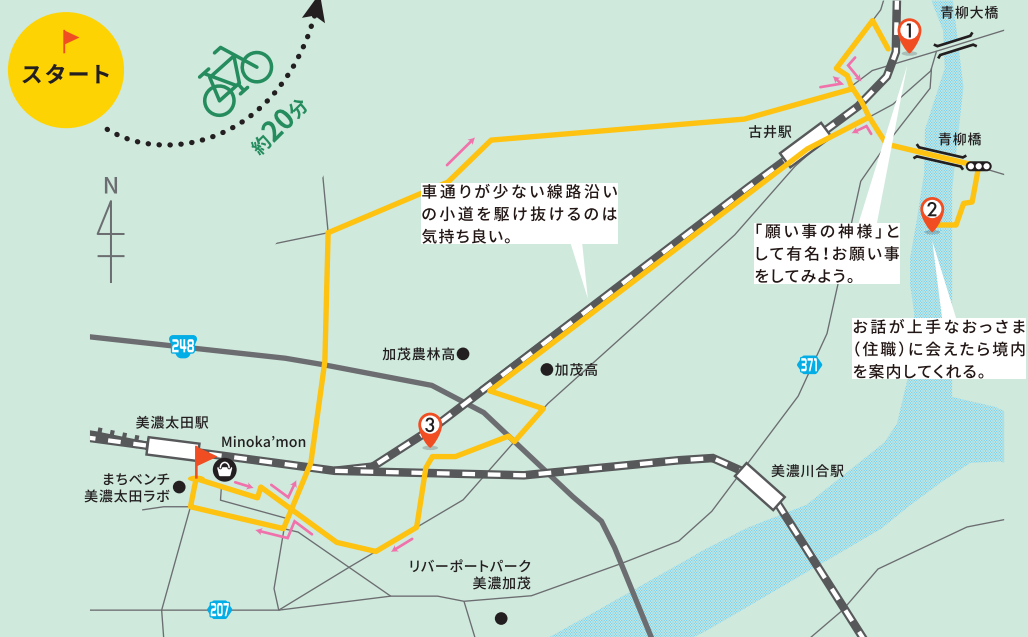 スタート
約20分
N
1
青柳大橋
古井駅
青柳橋
2
車通りが少ない線路沿い
の小道を駆け抜けるのは
気持ち良い。
「願い事の神様」と
して有名！お願い事
をしてみよう。
お話が上手なおっさま
（住職）に会えたら境内
を案内してくれる。
248
加茂農林高
加茂高
371
美濃太田駅
Minoka’mon
3
まちベンチ
美濃太田ラボ
美濃川合駅
リバーポートパーク
美濃加茂
207